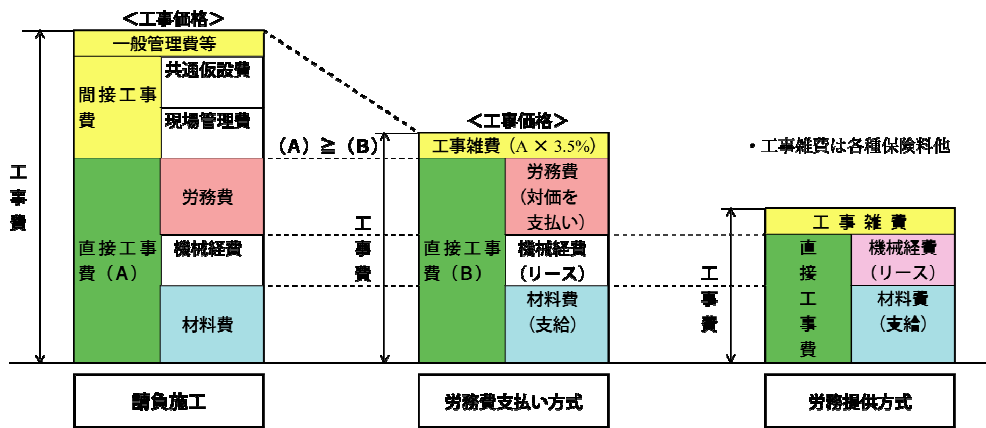 ＜工事価格＞
一般管理費等
間接工事
費
共通仮設費
現場管理費
直接工事
費（A）
労務費
機械経費
材料費
工
事
費
請負施工
（A）≧（B）
＜工事価格＞
工事雑費（A × 3.5%）
直接工事
費（B）
労務費
（対価を
支払い）
機械経費
（リース）
材料費
（支給）
工
事
費
労務費支払い方式
・工事雑費は各種保険料他
工 事 雑 費
直
接
工
事
費
機械経費
（リース）
材料費
（支給）
工
事
費
労務提供方式